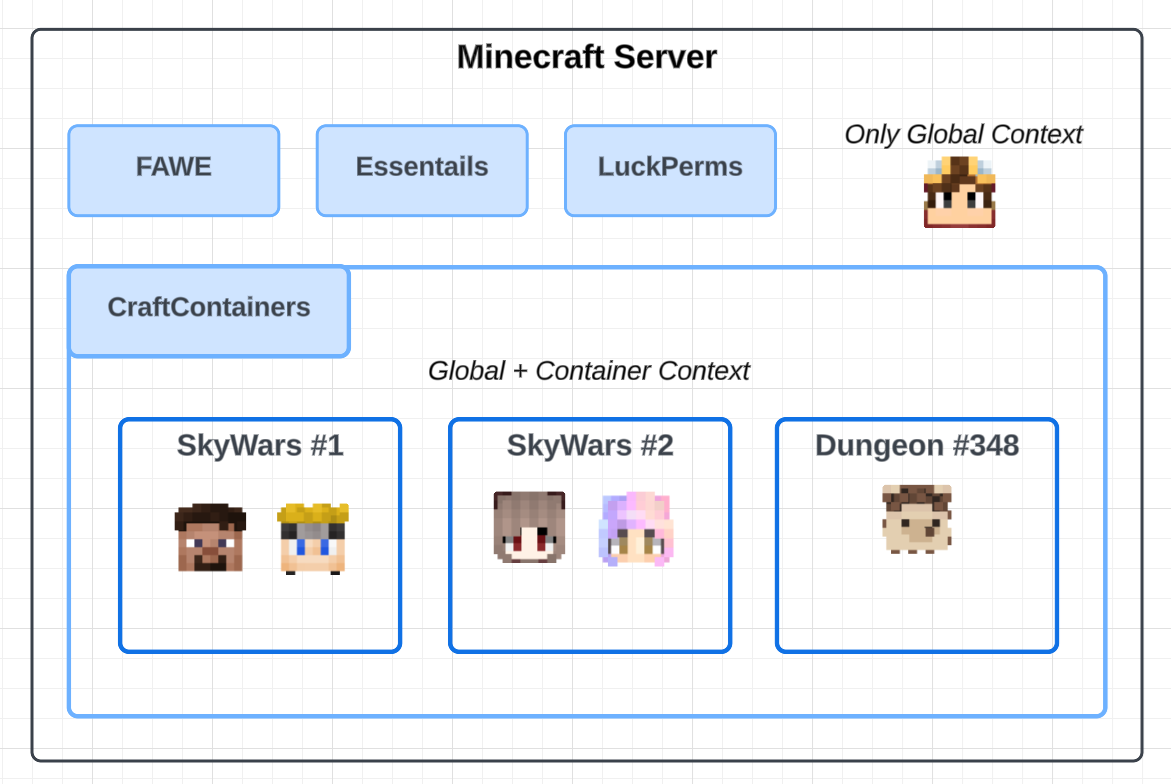 Minecraft Server
FAWE
Essentails
LuckPerms
Only Global Context
CraftContainers
Global + Container Context
SkyWars #1
SkyWars #2
Dungeon #348